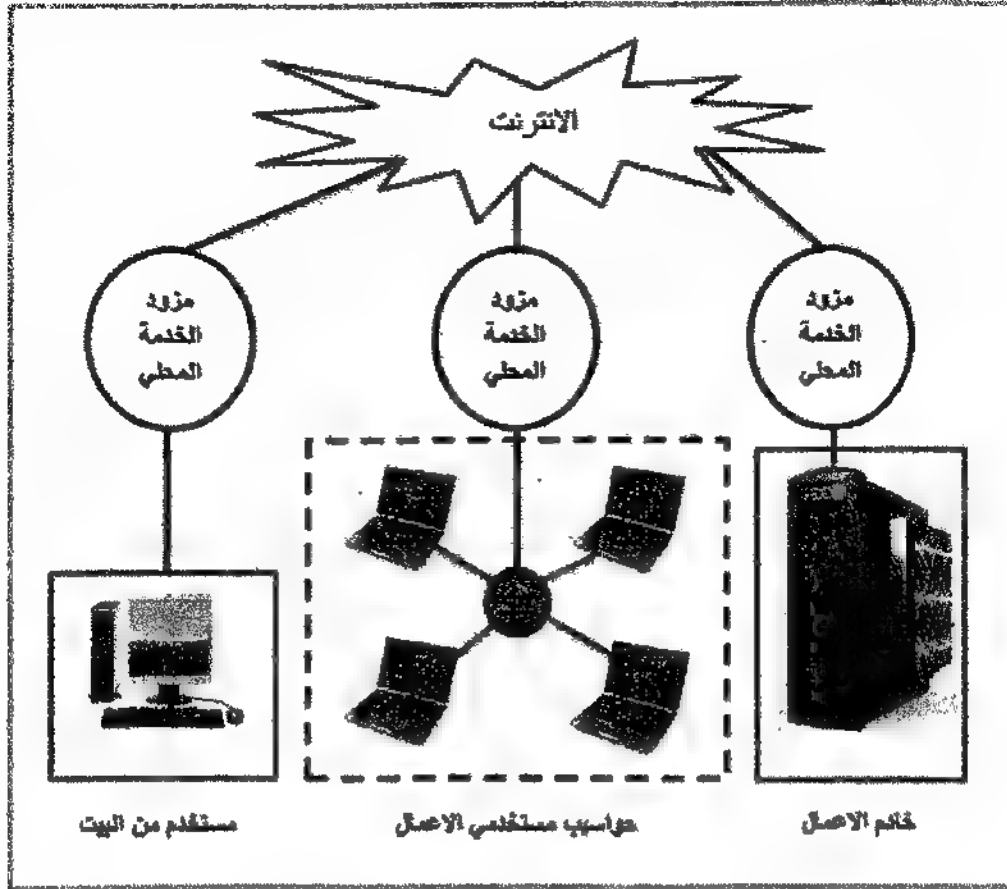 الانترنت
مزود
الخدمة
المحلي
مزود
الخدمة
المحلي
مزود
الخدمة
المحلي
خادم الاعمال
حواسيب مستخدمي الاعمال
مستخدم من البيت